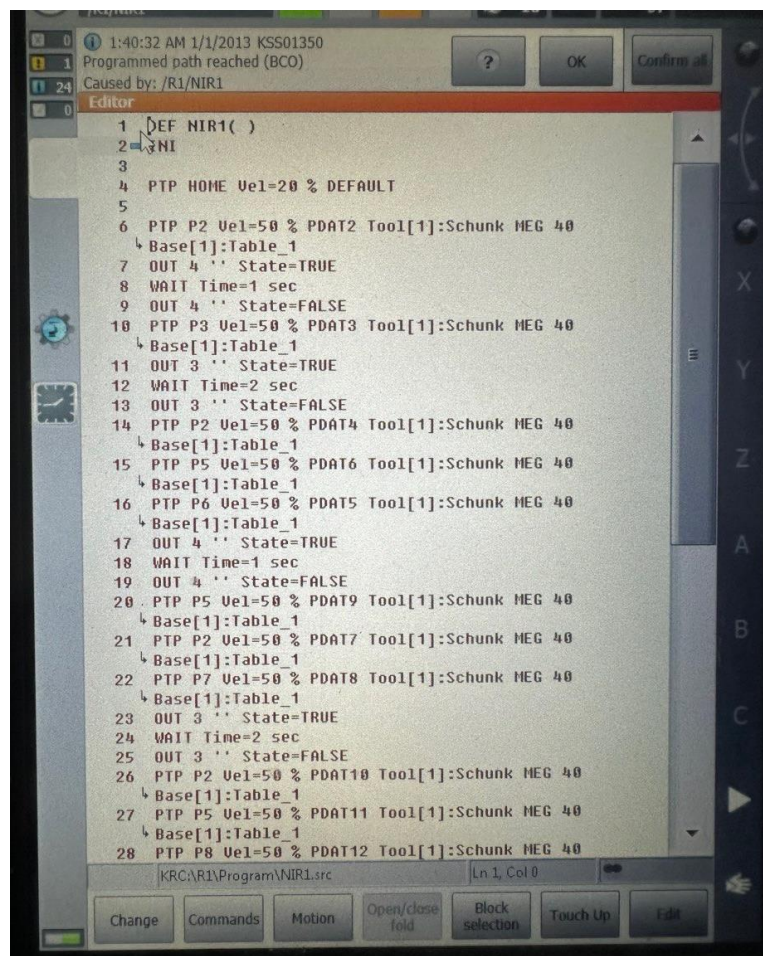 0
1
24
0
1:40:32 AM 1/1/2013 KSS01350
Programmed path reached (BCO)
Caused by: /R1/NIR1
?
OK
Confirm all
Editor
1 DEF NIR1( )
2 INI
3
4 PTP HOME Vel=20 % DEFAULT
5
6 PTP P2 Vel=50 % PDAT2 Tool[1]:Schunk MEG 40
↳ Base[1]:Table_1
7 OUT 4 '' State=TRUE
8 WAIT Time=1 sec
9 OUT 4 '' State=FALSE
10 PTP P3 Vel=50 % PDAT3 Tool[1]:Schunk MEG 40
↳ Base[1]:Table_1
11 OUT 3 '' State=TRUE
12 WAIT Time=2 sec
13 OUT 3 '' State=FALSE
14 PTP P2 Vel=50 % PDAT4 Tool[1]:Schunk MEG 40
↳ Base[1]:Table_1
15 PTP P5 Vel=50 % PDAT6 Tool[1]:Schunk MEG 40
↳ Base[1]:Table_1
16 PTP P6 Vel=50 % PDAT5 Tool[1]:Schunk MEG 40
↳ Base[1]:Table_1
17 OUT 4 '' State=TRUE
18 WAIT Time=1 sec
19 OUT 4 '' State=FALSE
20 PTP P5 Vel=50 % PDAT9 Tool[1]:Schunk MEG 40
↳ Base[1]:Table_1
21 PTP P2 Vel=50 % PDAT7 Tool[1]:Schunk MEG 40
↳ Base[1]:Table_1
22 PTP P7 Vel=50 % PDAT8 Tool[1]:Schunk MEG 40
↳ Base[1]:Table_1
23 OUT 3 '' State=TRUE
24 WAIT Time=2 sec
25 OUT 3 '' State=FALSE
26 PTP P2 Vel=50 % PDAT10 Tool[1]:Schunk MEG 40
↳ Base[1]:Table_1
27 PTP P5 Vel=50 % PDAT11 Tool[1]:Schunk MEG 40
↳ Base[1]:Table_1
28 PTP P8 Vel=50 % PDAT12 Tool[1]:Schunk MEG 40
KRC:\R1\Program\NIR1.src
Ln 1, Col 0
Change
Commands
Motion
Open/close
fold
Block
selection
Touch Up
Edit
X
Y
Z
A
B
C